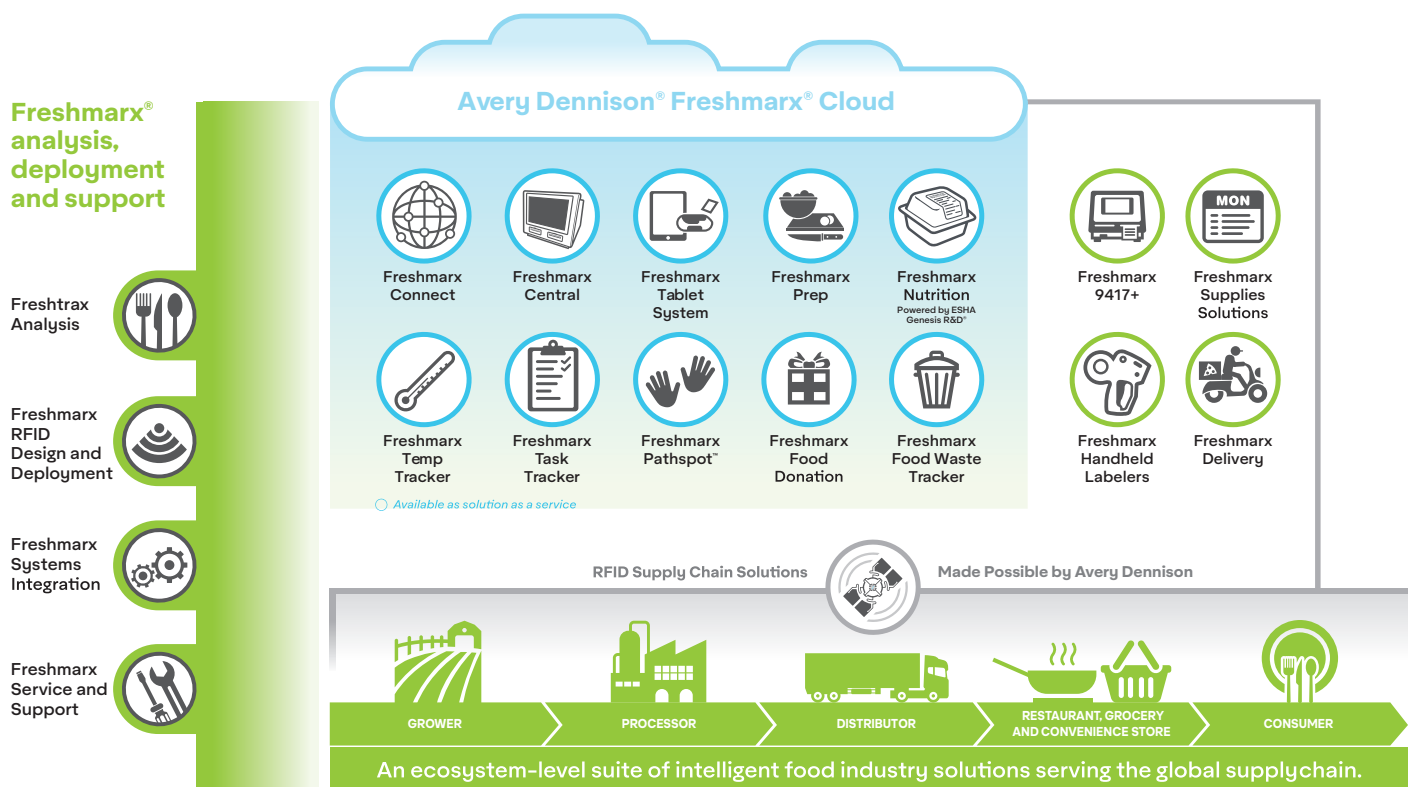 Freshmarx®
analysis,
deployment
and support
Freshtrax
Analysis
Freshmarx
RFID
Design and
Deployment
Freshmarx
Systems
Integration
Freshmarx
Service and
Support
Avery Dennison® Freshmarx® Cloud
Freshmarx
Connect
Freshmarx
Central
Freshmarx
Tablet
System
Freshmarx
Prep
Freshmarx
Nutrition
Powered by ESHA
Genesis R&D®
Freshmarx
Temp
Tracker
Freshmarx
Task
Tracker
Freshmarx
Pathspot™
Freshmarx
Food
Donation
Freshmarx
Food Waste
Tracker
Available as solution as a service
Freshmarx
9417+
MON
Freshmarx
Supplies
Solutions
Freshmarx
Handheld
Labelers
Freshmarx
Delivery
RFID Supply Chain Solutions
Made Possible by Avery Dennison
GROWER
PROCESSOR
DISTRIBUTOR
RESTAURANT, GROCERY
AND CONVENIENCE STORE
CONSUMER
An ecosystem-level suite of intelligent food industry solutions serving the global supplychain.